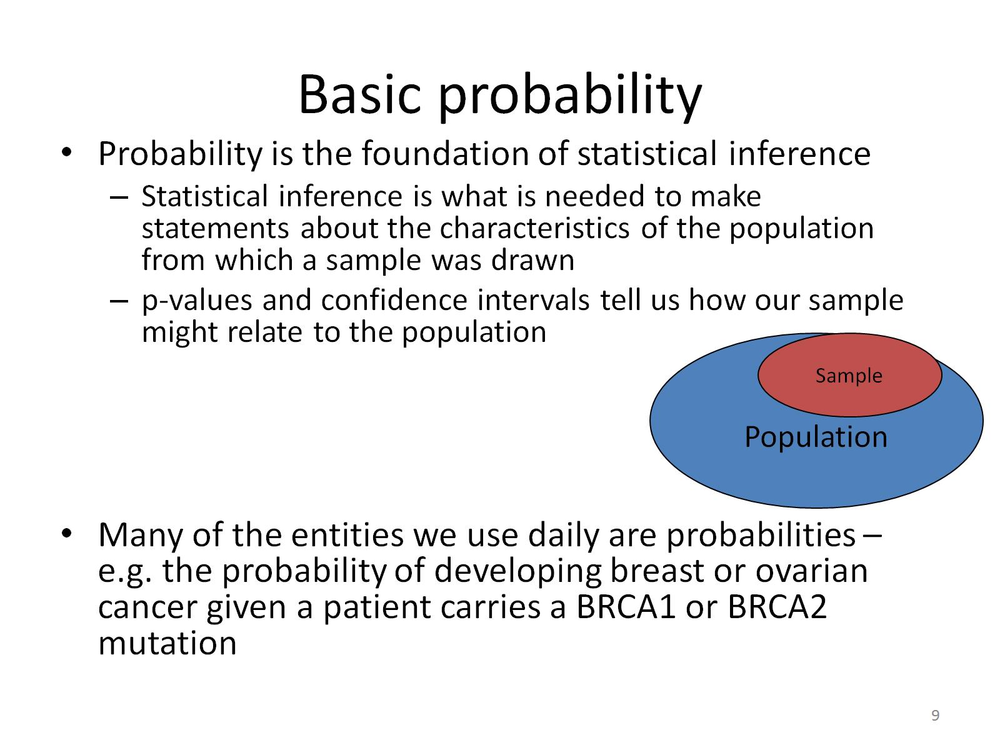 Basic probability
• Probability is the foundation of statistical inference
– Statistical inference is what is needed to make
statements about the characteristics of the population
from which a sample was drawn
– p-values and confidence intervals tell us how our sample
might relate to the population
Sample
Population
• Many of the entities we use daily are probabilities –
e.g. the probability of developing breast or ovarian
cancer given a patient carries a BRCA1 or BRCA2
mutation
9